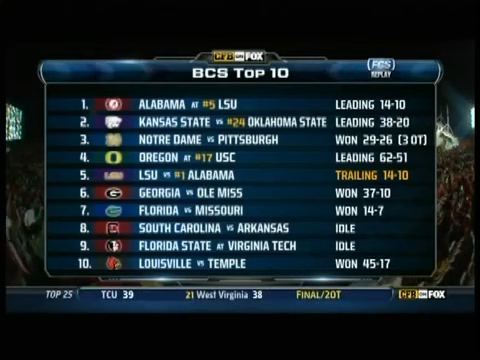 CFB ON FOX
BCS TOP 10
FCS
REPLAY
1. ALABAMA AT #5 LSU LEADING 14-10
2. KANSAS STATE VS #24 OKLAHOMA STATE LEADING 38-20
3. NOTRE DAME VS PITTSBURGH WON 29-26 (3 OT)
4. OREGON AT #17 USC LEADING 62-51
5. LSU VS #1 ALABAMA TRAILING 14-10
6. GEORGIA VS OLE MISS WON 37-10
7. FLORIDA VS MISSOURI WON 14-7
8. SOUTH CAROLINA VS ARKANSAS IDLE
9. FLORIDA STATE AT VIRGINIA TECH IDLE
10. LOUISVILLE VS TEMPLE WON 45-17
TOP 25 TCU 39 21 West Virginia 38 FINAL/2OT CFB ON FOX